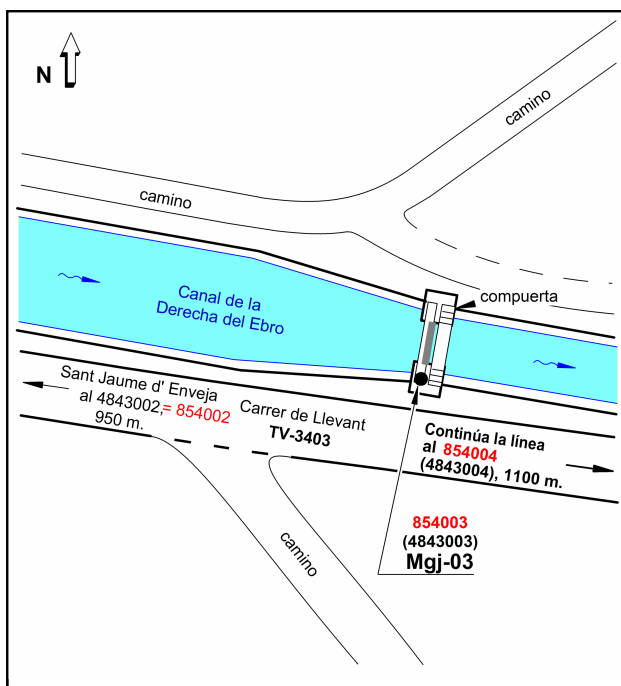 N
camino
camino
compuerta
Canal de la
Derecha del Ebro
Sant Jaume d' Enveja
al 4843002,= 854002
950 m.
Carrer de Llevant
TV-3403
Continúa la línea
al 854004
(4843004), 1100 m.
854003
(4843003)
Mgj-03
camino